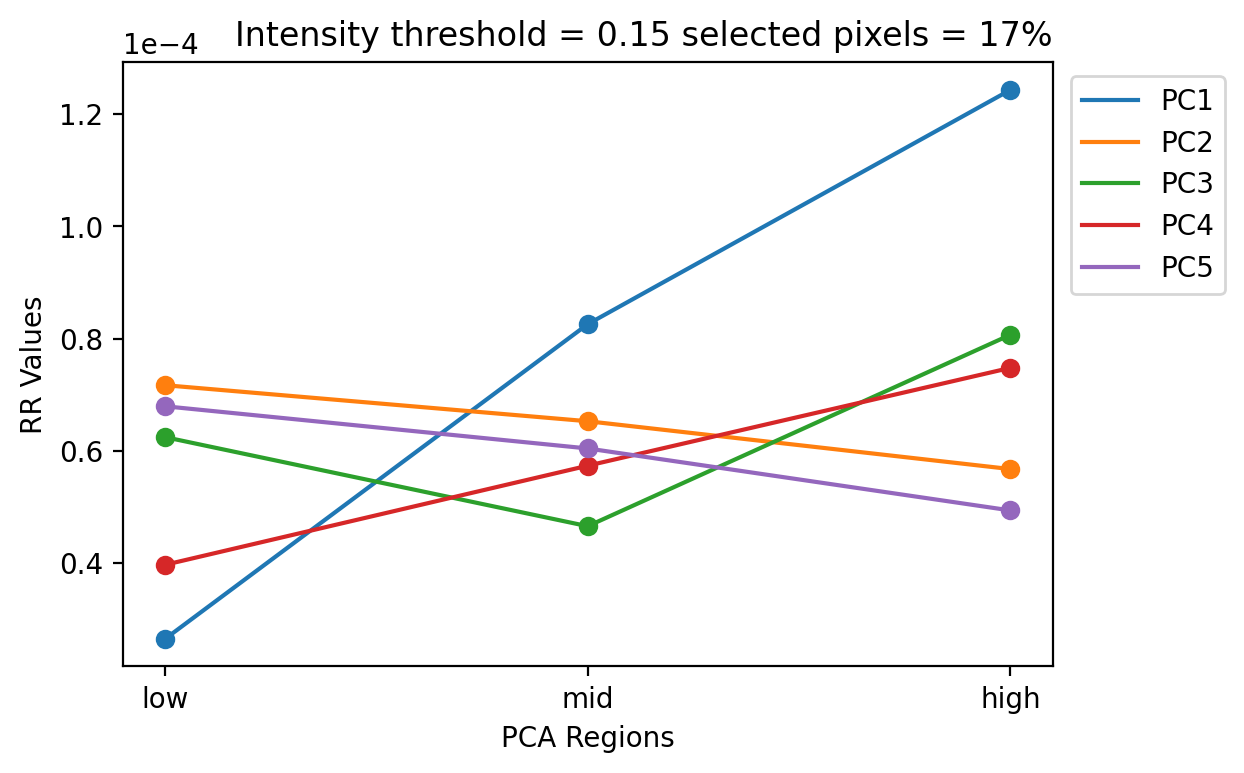 Intensity threshold = 0.15 selected pixels = 17%
1e−4
1.2
1.0
0.8
0.6
0.4
RR Values
low
mid
high
PCA Regions
PC1
PC2
PC3
PC4
PC5